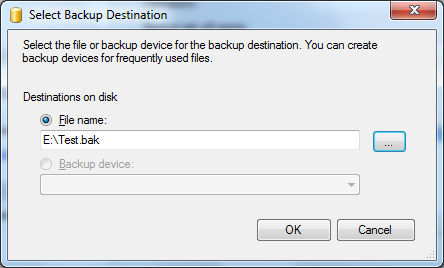 Select Backup Destination
Select the file or backup device for the backup destination. You can create
backup devices for frequently used files.
Destinations on disk
File name:
E:\Test.bak
...
Backup device:
OK
Cancel